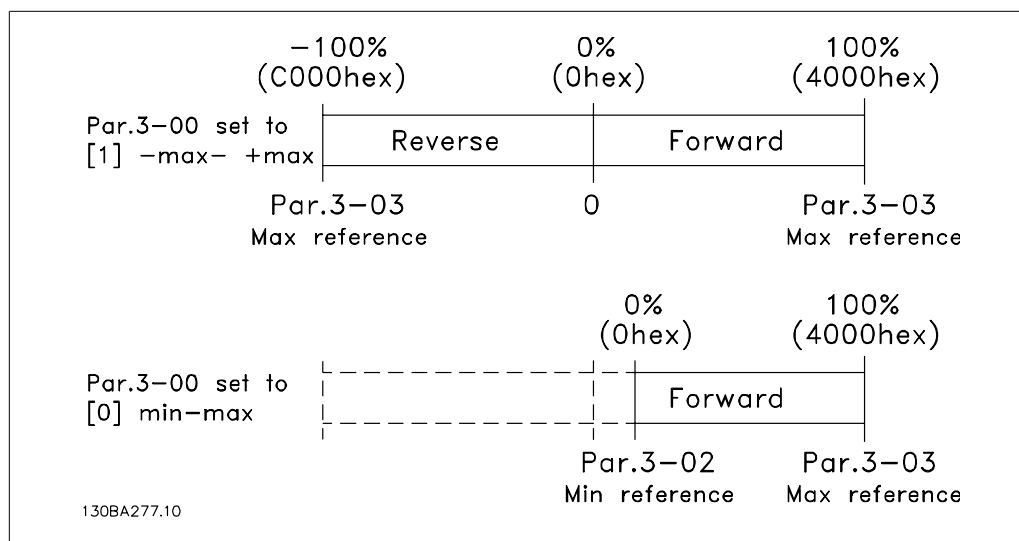 -100%
(C000hex)
0%
(0hex)
100%
(4000hex)
Par.3-00 set to
[1] -max- +max
Reverse
Forward
Par.3-03
Max reference
0
Par.3-03
Max reference
0%
(0hex)
100%
(4000hex)
Par.3-00 set to
[0] min-max
Forward
Par.3-02
Min reference
Par.3-03
Max reference
130BA277.10